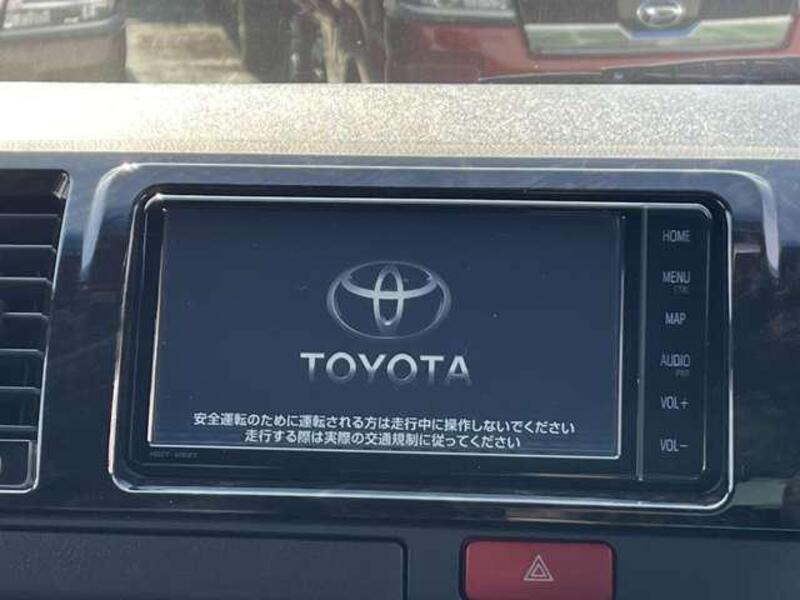 HOME
MENU
MAP
AUDIO
VOL+
VOL-
TOYOTA
安全運転のために運転される方は走行中に操作しないでください
走行する際は実際の交通規制に従ってください